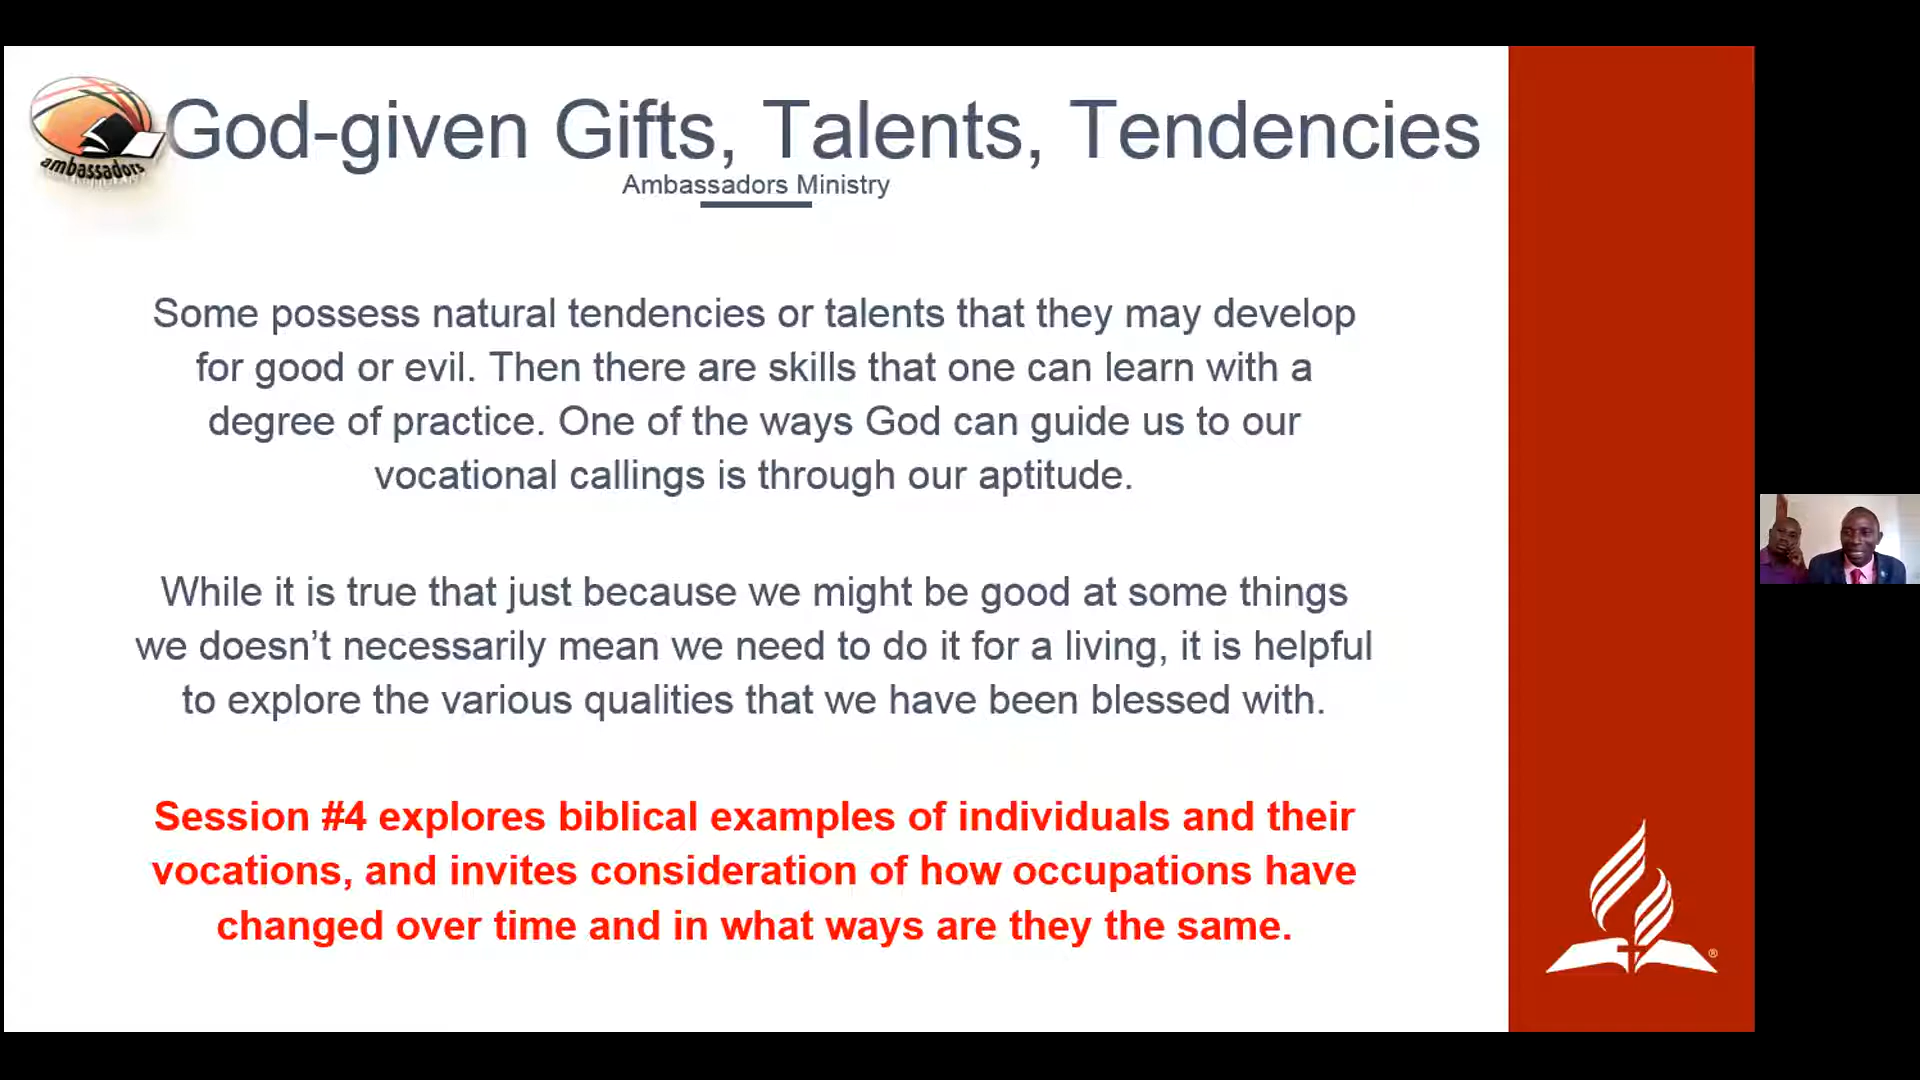 God-given Gifts, Talents, Tendencies
ambassadors
Ambassadors Ministry
Some possess natural tendencies or talents that they may develop
for good or evil. Then there are skills that one can learn with a
degree of practice. One of the ways God can guide us to our
vocational callings is through our aptitude.
While it is true that just because we might be good at some things
we doesn’t necessarily mean we need to do it for a living, it is helpful
to explore the various qualities that we have been blessed with.
Session #4 explores biblical examples of individuals and their
vocations, and invites consideration of how occupations have
changed over time and in what ways are they the same.
®